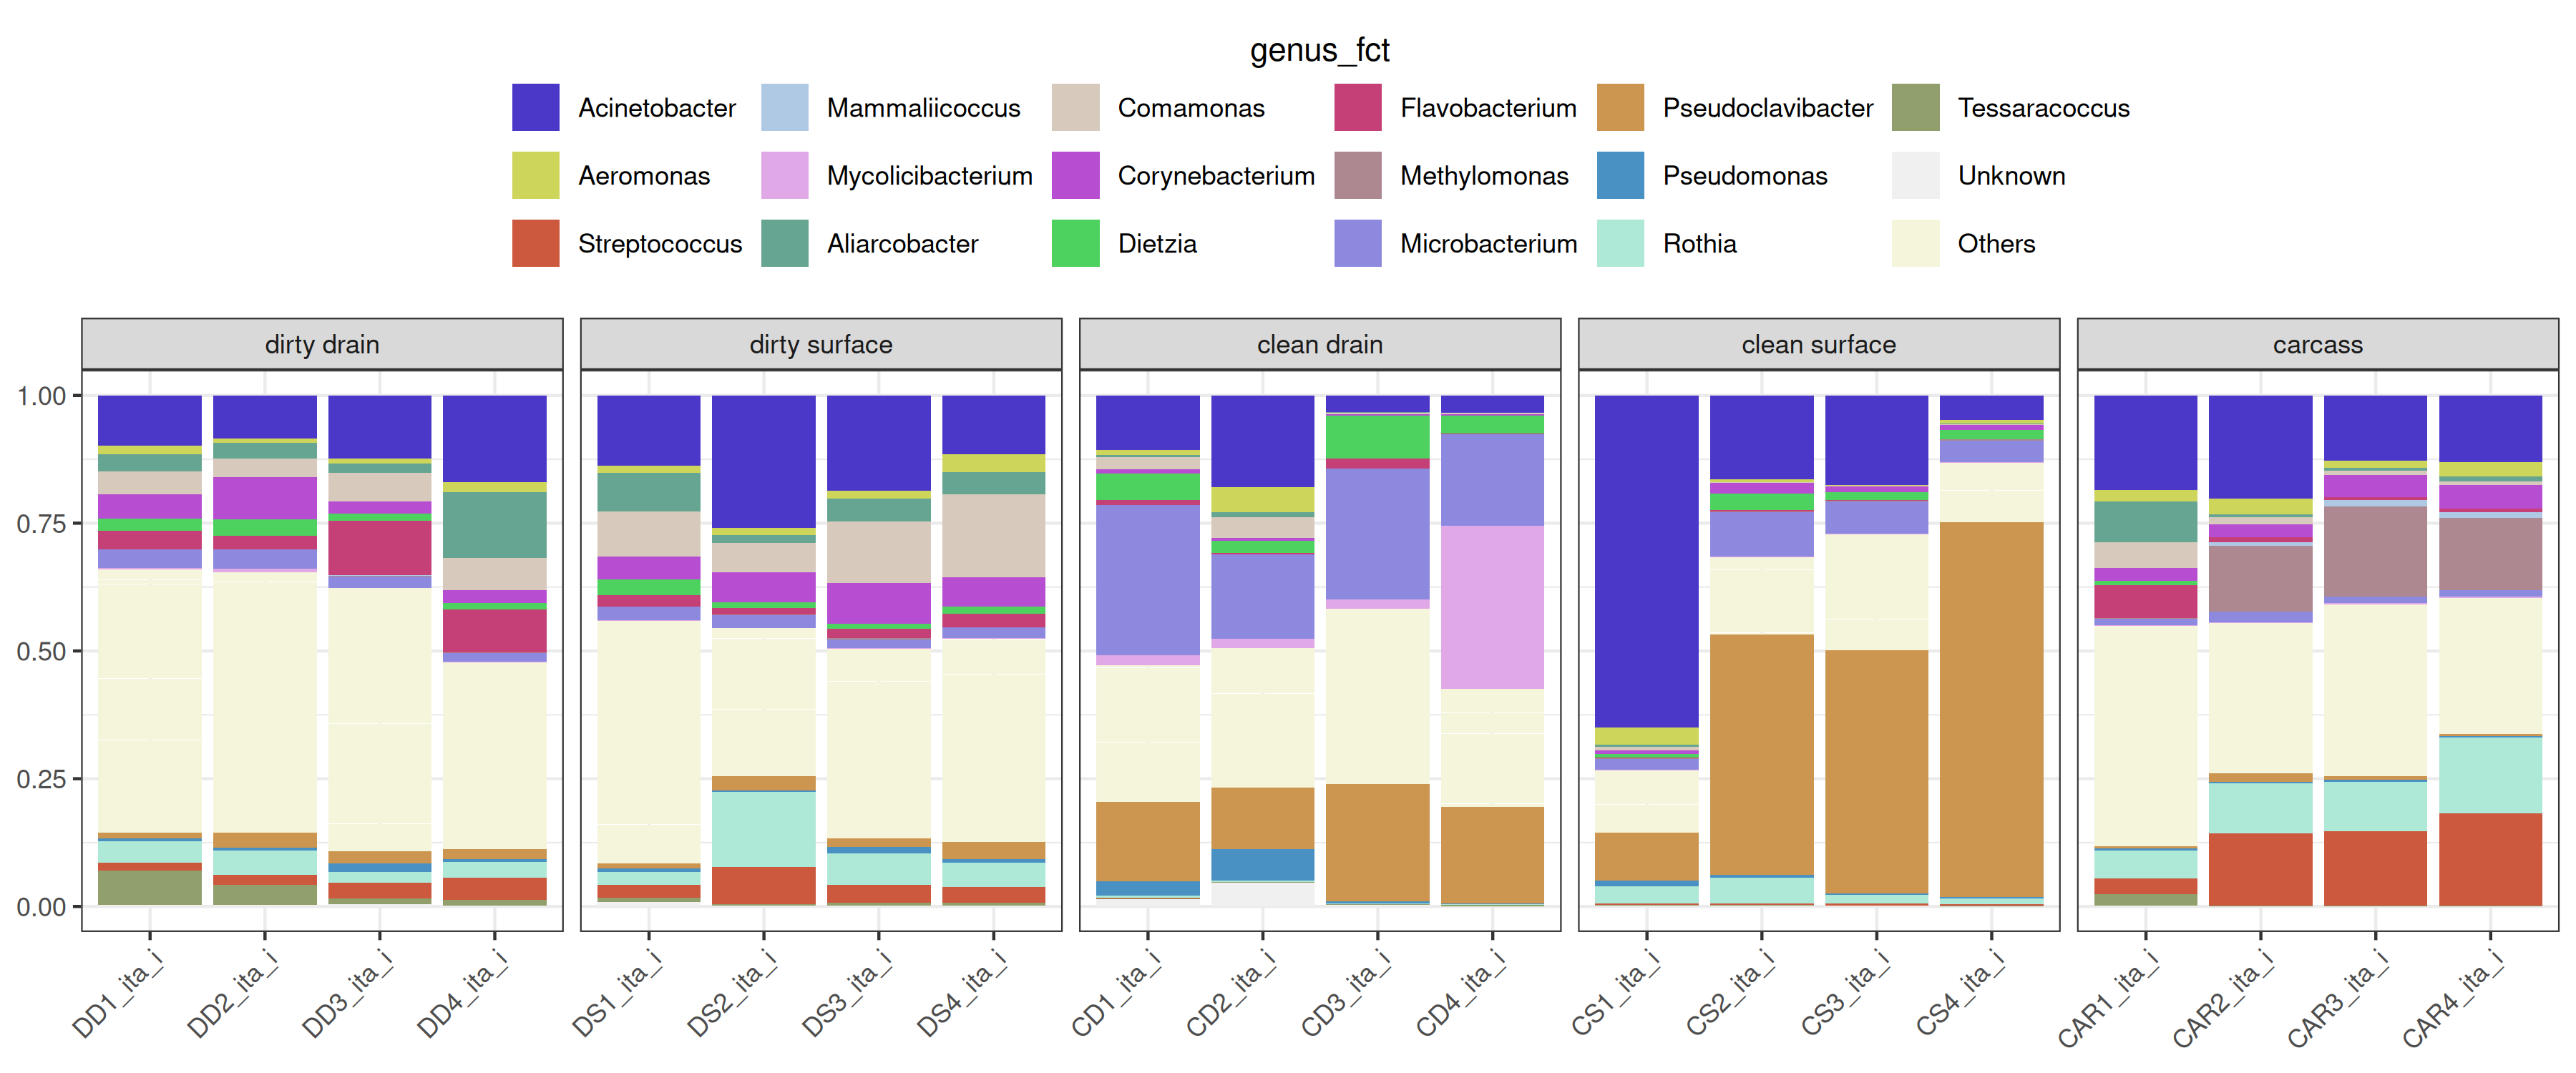 genus_fct
Acinetobacter Mammaliicoccus Comamonas Flavobacterium Pseudoclavibacter Tessaracoccus
Aeromonas Mycolicibacterium Corynebacterium Methylomonas Pseudomonas Unknown
Streptococcus Aliarcobacter Dietzia Microbacterium Rothia Others
dirty drain dirty surface clean drain clean surface carcass
1.00
0.75
0.50
0.25
0.00
DD1_ita_i DD2_ita_i DD3_ita_i DD4_ita_i DS1_ita_i DS2_ita_i DS3_ita_i DS4_ita_i CD1_ita_i CD2_ita_i CD3_ita_i CD4_ita_i CS1_ita_i CS2_ita_i CS3_ita_i CS4_ita_i CAR1_ita_i CAR2_ita_i CAR3_ita_i CAR4_ita_i